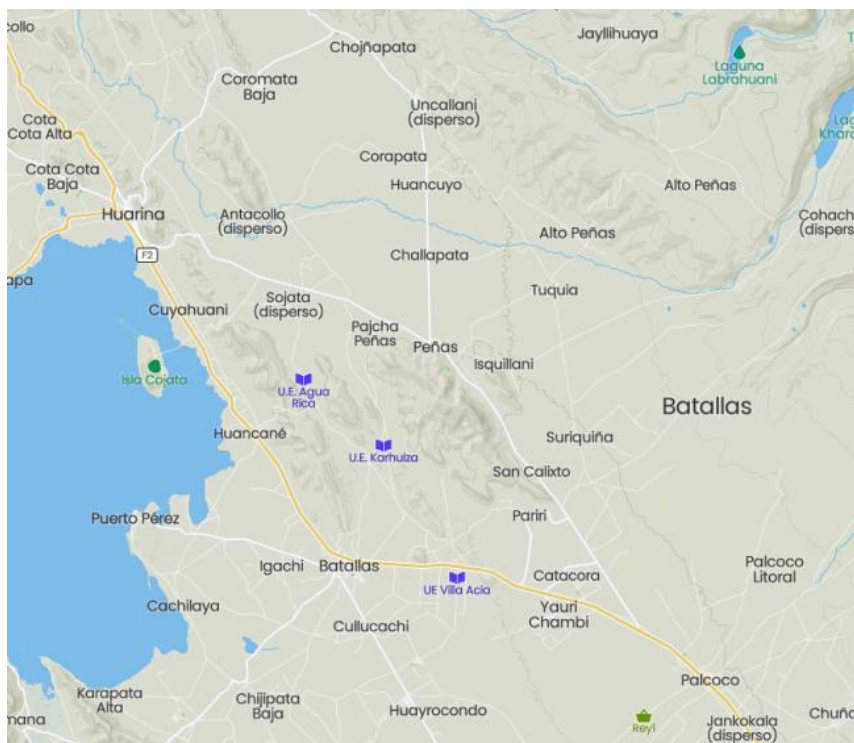 collo
Chojñapata
Jayllihuaya
Laguna
Labrahuani
Coromata
Baja
Uncallani
(disperso)
Cota
Cota Alta
Lag
Khara
Cota Cota
Baja
Corapata
Huancuyo
Alto Peñas
Huarina
Antacollo
(disperso)
Alto Peñas
Cohach
(dispers
F2
Challapata
apa
Tuquia
Cuyahuani
Sojata
(disperso)
Pajcha
Peñas
Peñas
Isquillani
Isla Cojata
U.E. Agua
Rica
Batallas
Huancané
U.E. Karhuiza
Suriquiña
San Calixto
Puerto Pérez
Pariri
Igachi
Batallas
Palcoco
Litoral
UE Villa Acia
Catacora
Cachilaya
Yauri
Chambi
Cullucachi
Palcoco
Karapata
Alta
Chijipata
Baja
mana
Huayrocondo
Reyl
Jankokala
(disperso)
Chuña